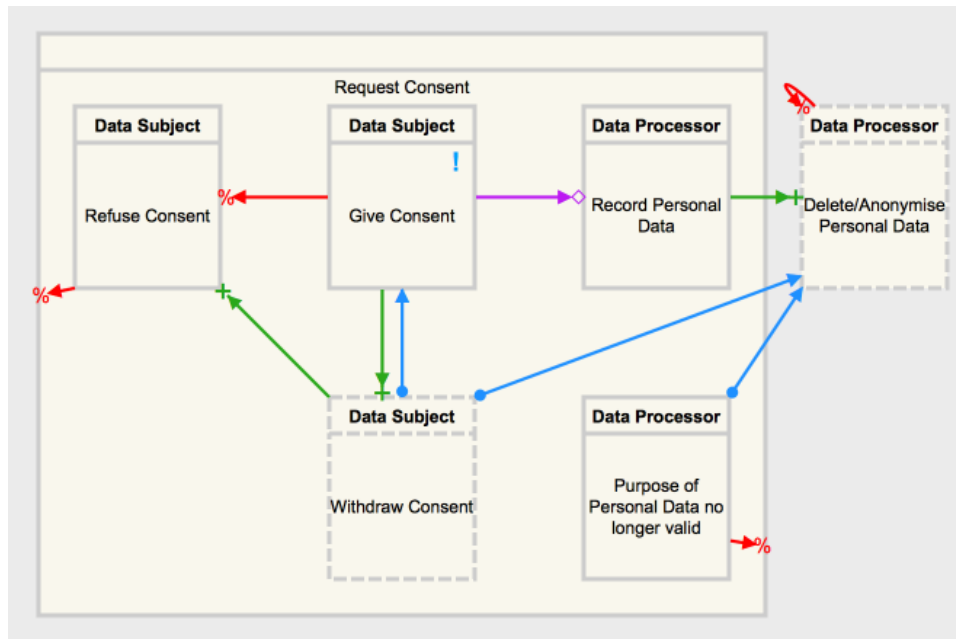 Request Consent
Data Subject
Refuse Consent
%
%
Data Subject
!
Give Consent
Data Processor
Record Personal
Data
%
Data Processor
Delete/Anonymise
Personal Data
Data Subject
Withdraw Consent
Data Processor
Purpose of
Personal Data no
longer valid
%